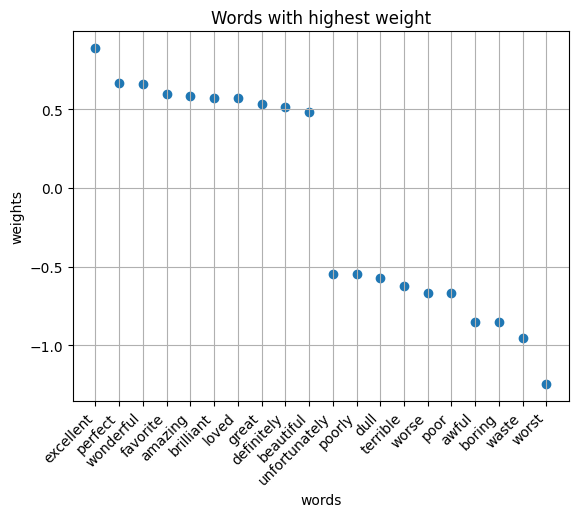 Words with highest weight
weights
0.5
0.0
−0.5
−1.0
excellent
perfect
wonderful
favorite
amazing
brilliant
loved
great
definitely
beautiful
unfortunately
poorly
dull
terrible
worse
poor
awful
boring
waste
worst
words